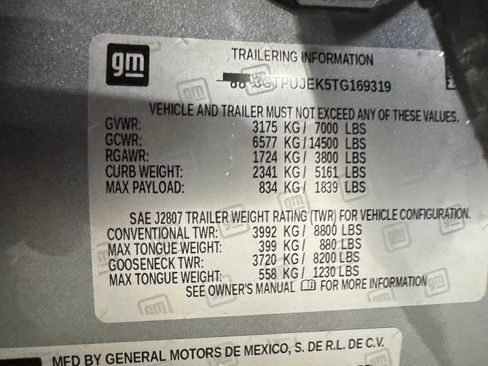 gm
TRAILERING INFORMATION
3GTPUJEK5TG169319
VEHICLE AND TRAILER MUST NOT EXCEED ANY OF THESE VALUES.
GVWR: 3175 KG/ 7000 LBS
GCWR: 6577 KG/ 14500 LBS
RGAWR: 1724 KG/ 3800 LBS
CURB WEIGHT: 2341 KG/ 5161 LBS
MAX PAYLOAD: 834 KG/ 1839 LBS
SAE J2807 TRAILER WEIGHT RATING (TWR) FOR VEHICLE CONFIGURATION.
CONVENTIONAL TWR: 3992 KG/ 8800 LBS
MAX TONGUE WEIGHT: 399 KG/ 880 LBS
GOOSENECK TWR: 3720 KG/ 8200 LBS
MAX TONGUE WEIGHT: 558 KG/ 1230 LBS
SEE OWNER'S MANUAL FOR MORE INFORMATION
MFD BY GENERAL MOTORS DE MEXICO, S. DE R.L. DE C.V.